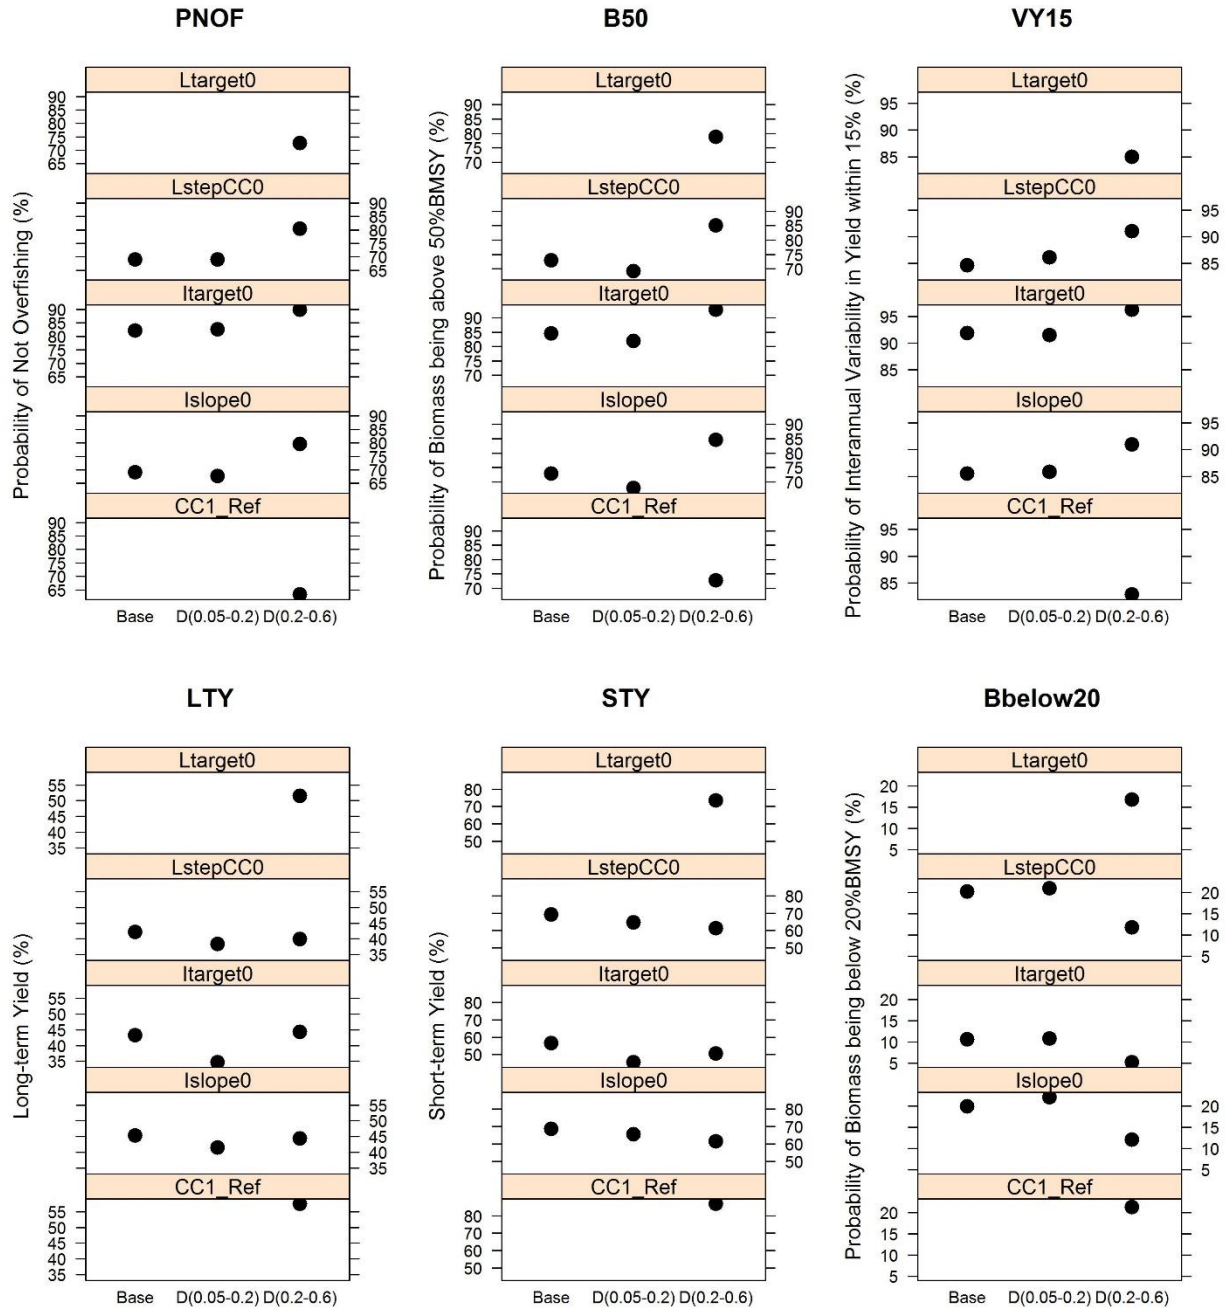 PNOF
Probability of Not Overfishing (%)
Ltarget0
90
85
80
75
70
65
LstepCC0
90
85
80
75
70
65
Itarget0
90
85
80
75
70
65
Islope0
90
85
80
75
70
65
CC1_Ref
90
85
80
75
70
65
Base D(0.05-0.2) D(0.2-0.6)
B50
Probability of Biomass being above 50%BMSY (%)
Ltarget0
90
85
80
75
70
LstepCC0
90
85
80
75
70
Itarget0
90
85
80
75
70
Islope0
90
85
80
75
70
CC1_Ref
90
85
80
75
70
Base D(0.05-0.2) D(0.2-0.6)
VY15
Probability of Interannual Variability in Yield within 15% (%)
Ltarget0
95
90
85
LstepCC0
95
90
85
Itarget0
95
90
85
Islope0
95
90
85
CC1_Ref
95
90
85
Base D(0.05-0.2) D(0.2-0.6)
LTY
Long-term Yield (%)
Ltarget0
55
50
45
40
35
LstepCC0
55
50
45
40
35
Itarget0
55
50
45
40
35
Islope0
55
50
45
40
35
CC1_Ref
55
50
45
40
35
Base D(0.05-0.2) D(0.2-0.6)
STY
Short-term Yield (%)
Ltarget0
80
70
60
50
LstepCC0
80
70
60
50
Itarget0
80
70
60
50
Islope0
80
70
60
50
CC1_Ref
80
70
60
50
Base D(0.05-0.2) D(0.2-0.6)
Bbelow20
Probability of Biomass being below 20%BMSY (%)
Ltarget0
20
15
10
5
LstepCC0
20
15
10
5
Itarget0
20
15
10
5
Islope0
20
15
10
5
CC1_Ref
20
15
10
5
Base D(0.05-0.2) D(0.2-0.6)